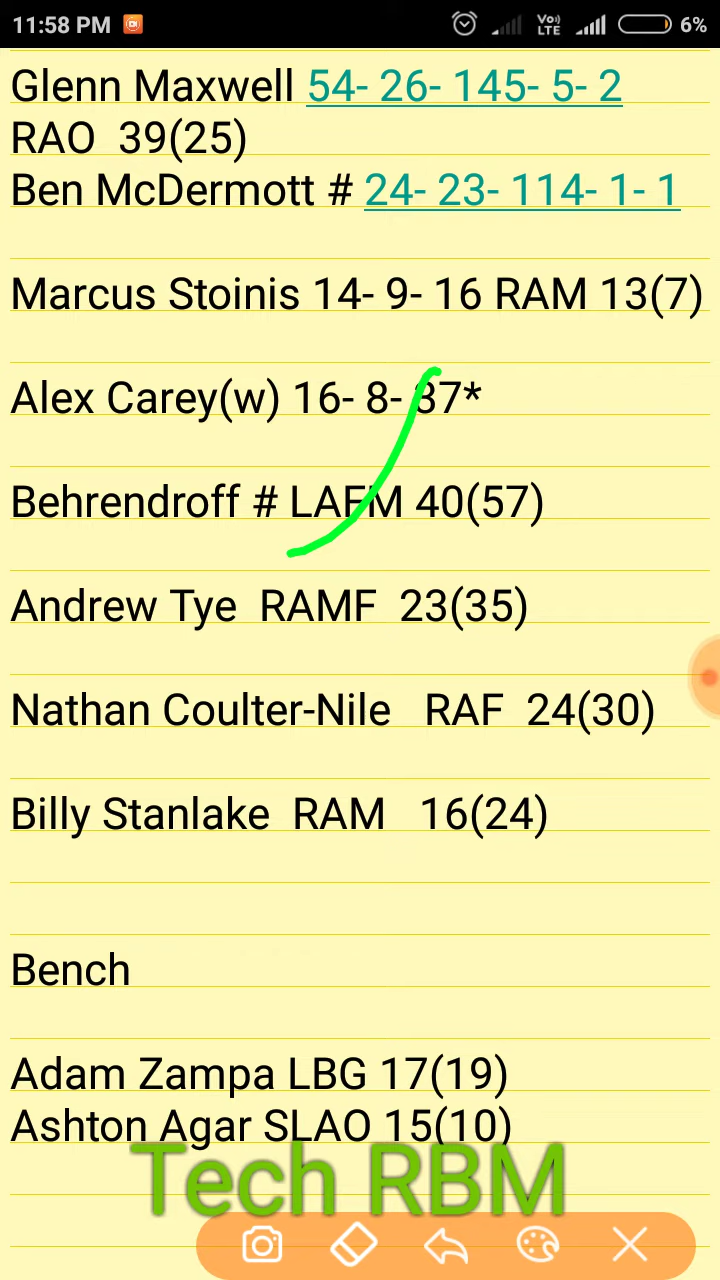 11:58 PM Vo)) LTE 6%
Glenn Maxwell 54- 26- 145- 5- 2
RAO 39(25)
Ben McDermott # 24- 23- 114- 1- 1
Marcus Stoinis 14- 9- 16 RAM 13(7)
Alex Carey(w) 16- 8- 37*
Behrendroff # LAFM 40(57)
Andrew Tye RAMF 23(35)
Nathan Coulter-Nile RAF 24(30)
Billy Stanlake RAM 16(24)
Bench
Adam Zampa LBG 17(19)
Ashton Agar SLAO 15(10)
Tech RBM